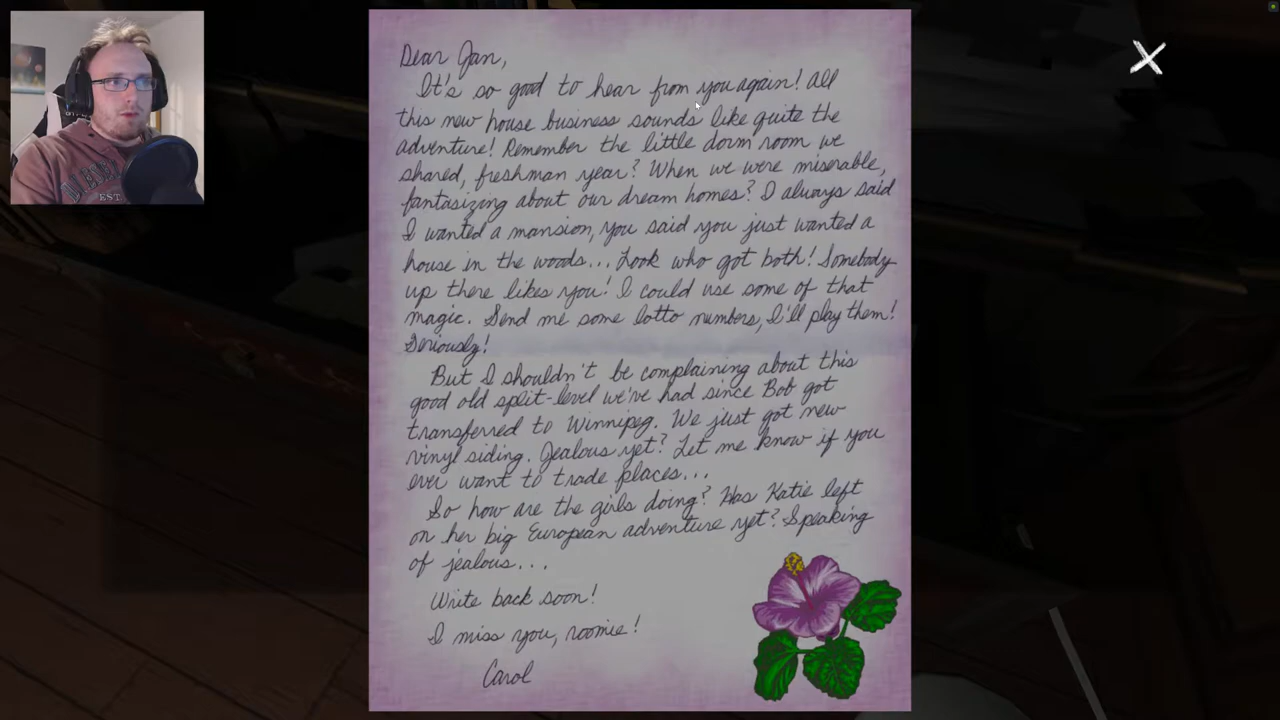 Dear Jan,
It's so good to hear from you again! All
this new house business sounds like quite the
adventure! Remember the little dorm room we
shared, freshman year? When we were miserable,
fantasizing about our dream homes? I always said
I wanted a mansion, you said you just wanted a
house in the woods... Look who got both! Somebody
up there likes you! I could use some of that
magic. Send me some lotto numbers, I'll play them!
Seriously!
But I shouldn't be complaining about this
good old split-level we've had since Bob got
transferred to Winnipeg. We just got new
vinyl siding. Jealous yet? Let me know if you
ever want to trade places...
So how are the girls doing? Has Katie left
on her big European adventure yet? Speaking
of jealous...
Write back soon!
I miss you, roomie!
Carol
EST